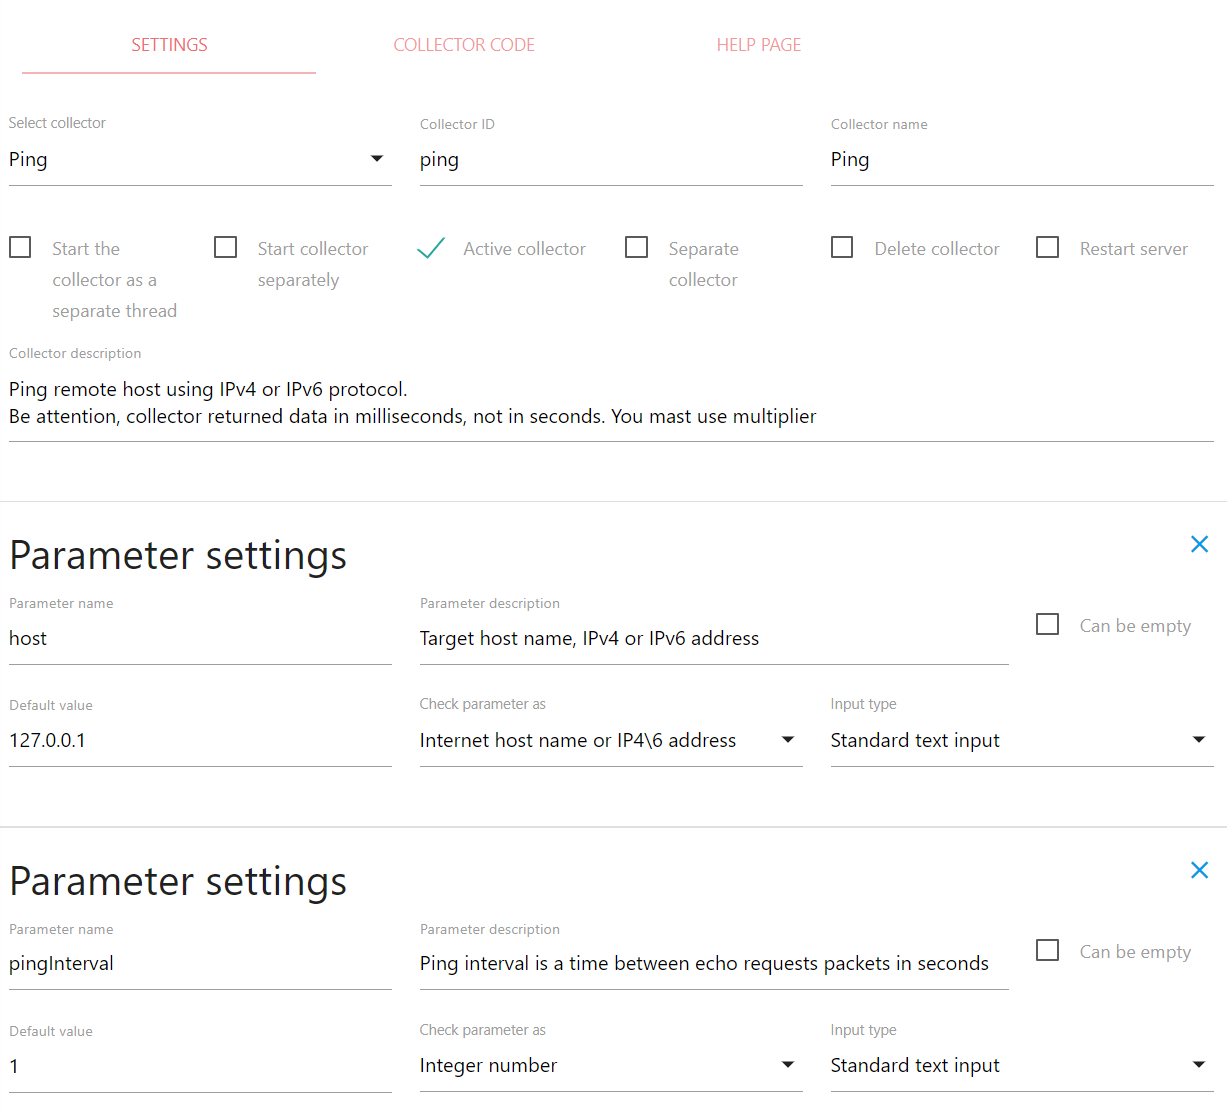 SETTINGS COLLECTOR CODE HELP PAGE
Select collector Collector ID Collector name
Ping ping Ping
Start the collector as a separate thread
Start collector separately
Active collector
Separate collector
Delete collector
Restart server
Collector description
Ping remote host using IPv4 or IPv6 protocol.
Be attention, collector returned data in milliseconds, not in seconds. You mast use multiplier
Parameter settings
Parameter name Parameter description
host Target host name, IPv4 or IPv6 address Can be empty
Default value Check parameter as Input type
127.0.0.1 Internet host name or IP4\6 address Standard text input
Parameter settings
Parameter name Parameter description
pingInterval Ping interval is a time between echo requests packets in seconds Can be empty
Default value Check parameter as Input type
1 Integer number Standard text input